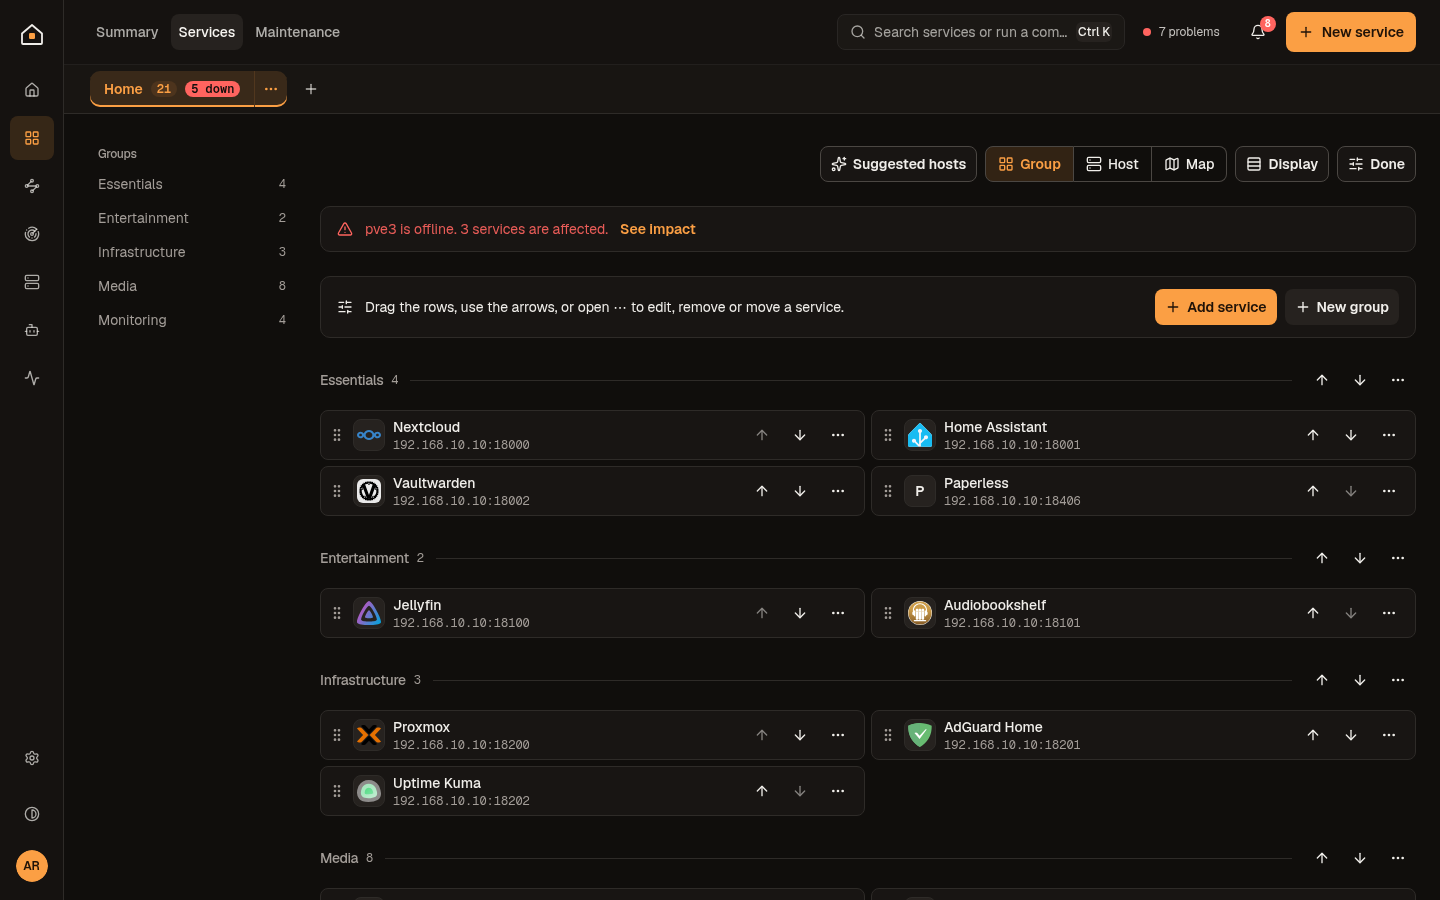 Summary
Services
Maintenance
Search services or run a com...
Ctrl K
7 problems
8
New service
Home
21
5 down
Groups
Essentials 4
Entertainment 2
Infrastructure 3
Media 8
Monitoring 4
Suggested hosts
Group
Host
Map
Display
Done
pve3 is offline. 3 services are affected. See impact
Drag the rows, use the arrows, or open ··· to edit, remove or move a service.
Add service
New group
Essentials 4
Nextcloud
192.168.10.10:18000
Home Assistant
192.168.10.10:18001
Vaultwarden
192.168.10.10:18002
P
Paperless
192.168.10.10:18406
Entertainment 2
Jellyfin
192.168.10.10:18100
Audiobookshelf
192.168.10.10:18101
Infrastructure 3
Proxmox
192.168.10.10:18200
AdGuard Home
192.168.10.10:18201
Uptime Kuma
192.168.10.10:18202
Media 8
AR